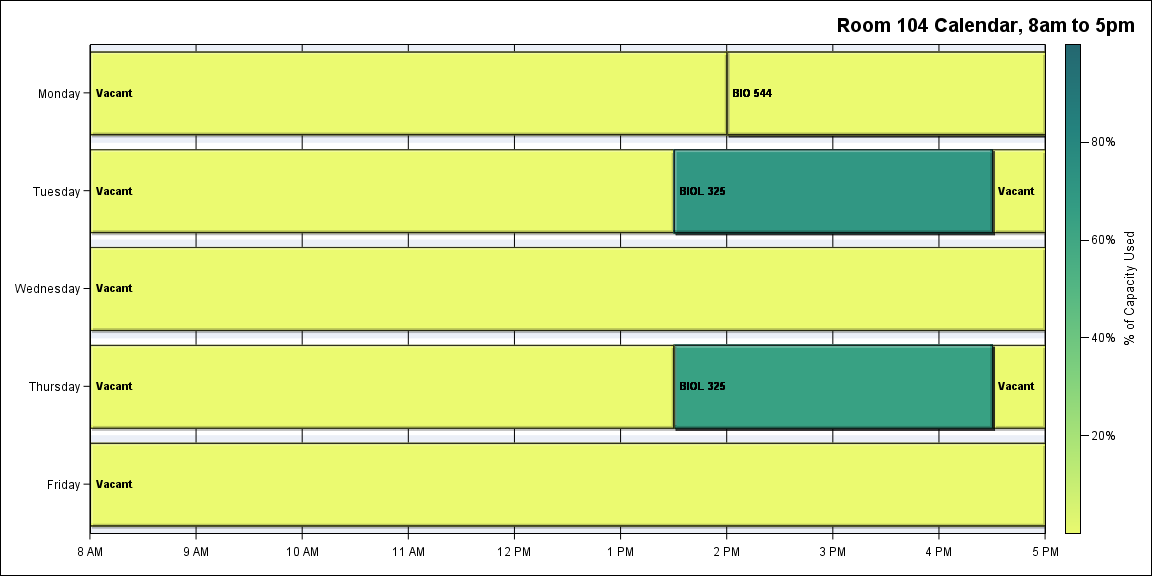 Room 104 Calendar, 8am to 5pm
Monday
Vacant
BIO 544
Tuesday
Vacant
BIOL 325
Vacant
Wednesday
Vacant
Thursday
Vacant
BIOL 325
Vacant
Friday
Vacant
8 AM
9 AM
10 AM
11 AM
12 PM
1 PM
2 PM
3 PM
4 PM
5 PM
80%
60%
40%
20%
% of Capacity Used